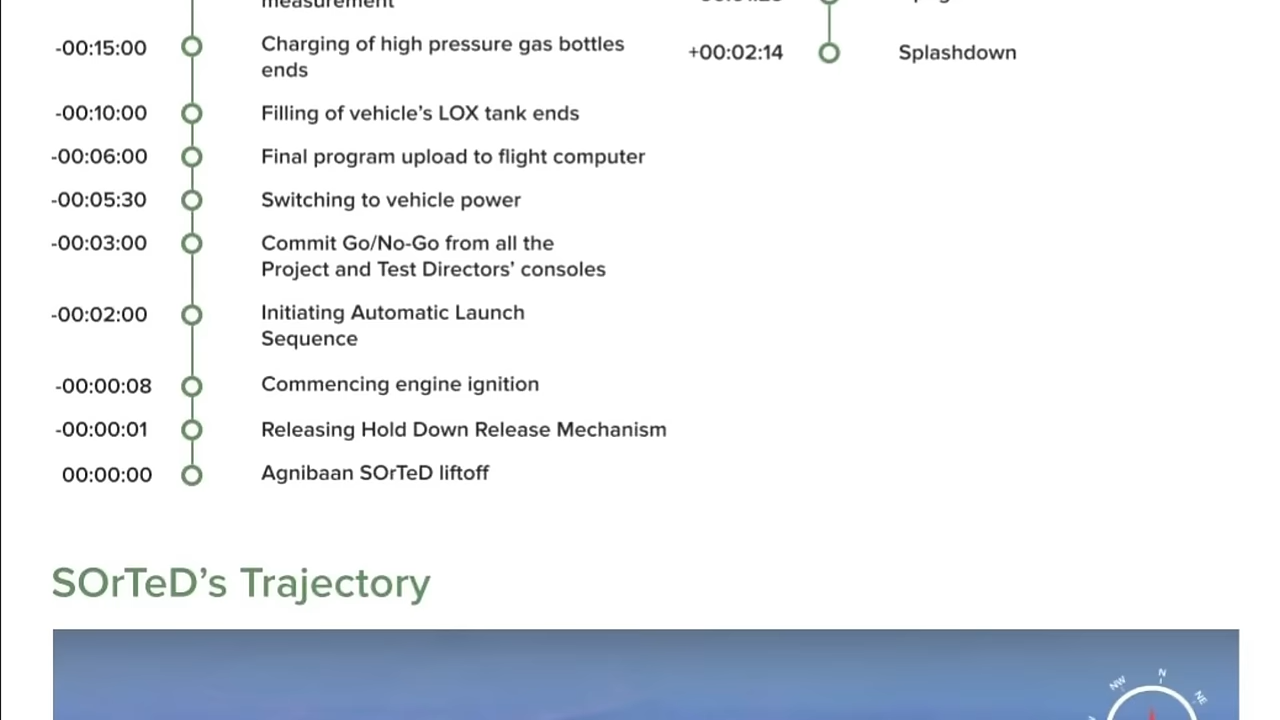 measurement
-00:15:00 Charging of high pressure gas bottles
ends
-00:10:00 Filling of vehicle's LOX tank ends
-00:06:00 Final program upload to flight computer
-00:05:30 Switching to vehicle power
-00:03:00 Commit Go/No-Go from all the
Project and Test Directors' consoles
-00:02:00 Initiating Automatic Launch
Sequence
-00:00:08 Commencing engine ignition
-00:00:01 Releasing Hold Down Release Mechanism
00:00:00 Agnibaan SOrTeD liftoff
+00:02:14 Splashdown
SOrTeD's Trajectory
NW
N
NE